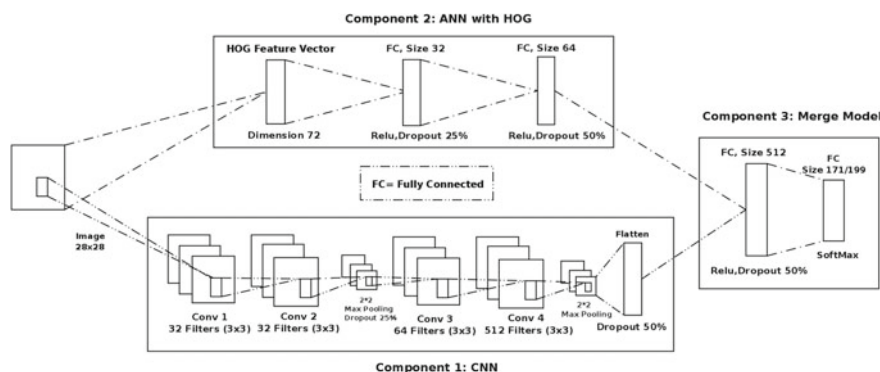 Component 2: ANN with HOG
HOG Feature Vector
FC, Size 32
FC, Size 64
Dimension 72
Relu,Dropout 25%
Relu,Dropout 50%
Component 3: Merge Model
FC, Size 512
FC
Size 171/199
SoftMax
Relu,Dropout 50%
FC= Fully Connected
Image
28x28
Conv 1
32 Filters (3x3)
Conv 2
32 Filters (3x3)
2*2
Max Pooling
Dropout 25%
Conv 3
64 Filters (3x3)
Conv 4
512 Filters (3x3)
2*2
Max Pooling
Flatten
Dropout 50%
Component 1: CNN